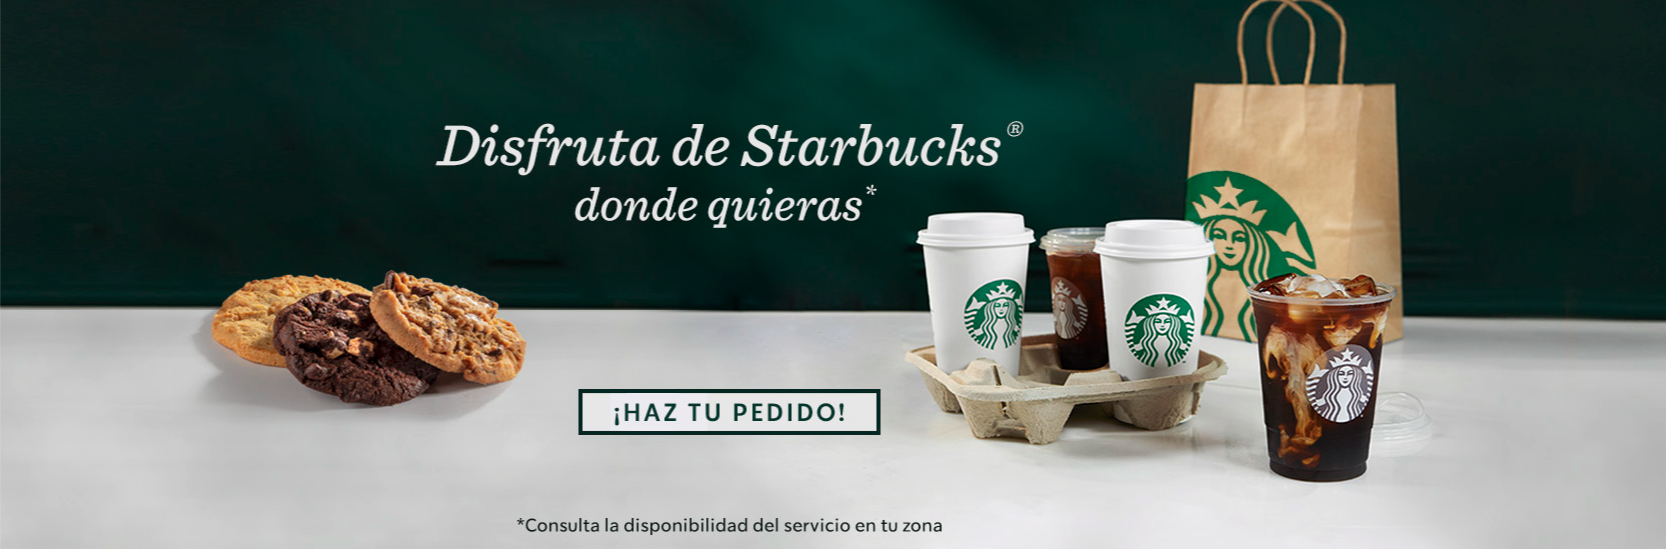 Disfruta de Starbucks®
donde quieras*
¡HAZ TU PEDIDO!
*Consulta la disponibilidad del servicio en tu zona